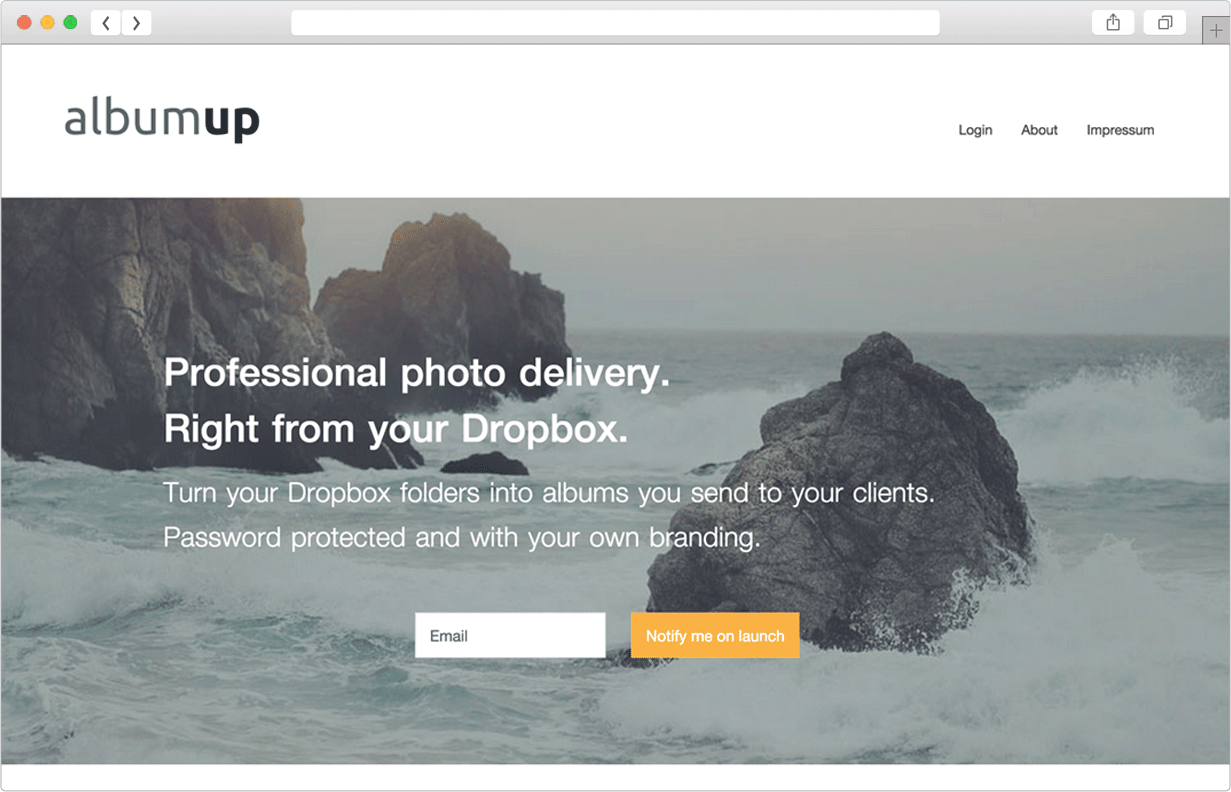 albumup
Login About Impressum
Professional photo delivery.
Right from your Dropbox.
Turn your Dropbox folders into albums you send to your clients.
Password protected and with your own branding.
Email
Notify me on launch